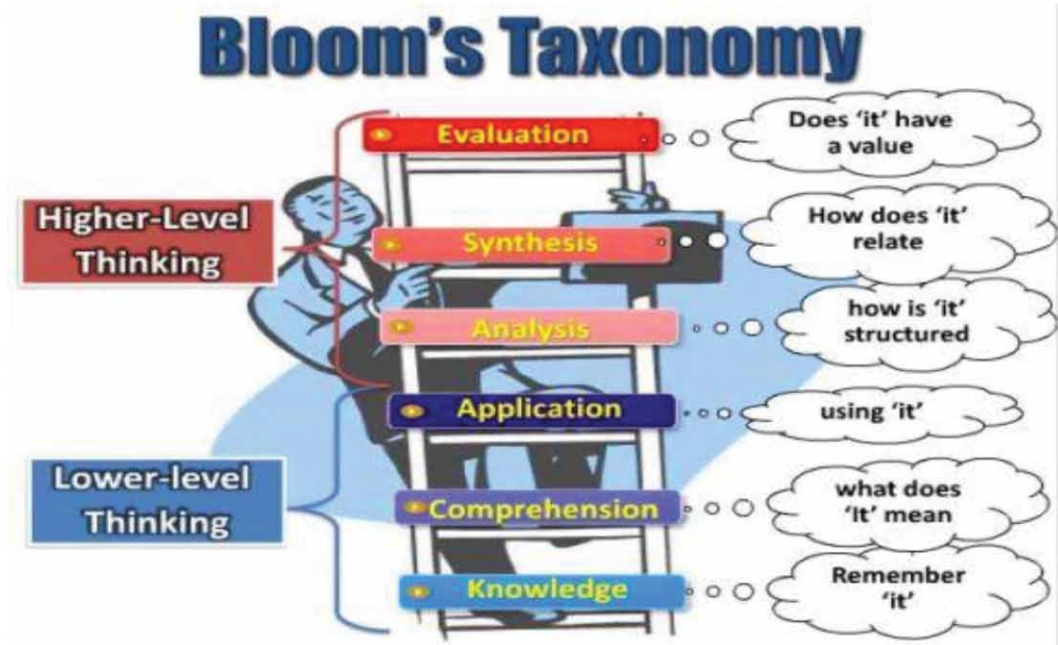 Bloom's Taxonomy
Evaluation
Does 'it' have
a value
Higher-Level
Thinking
Synthesis
How does 'it'
relate
Analysis
how is 'it'
structured
Application
using 'it'
Lower-level
Thinking
Comprehension
what does
'It' mean
Knowledge
Remember
'it'